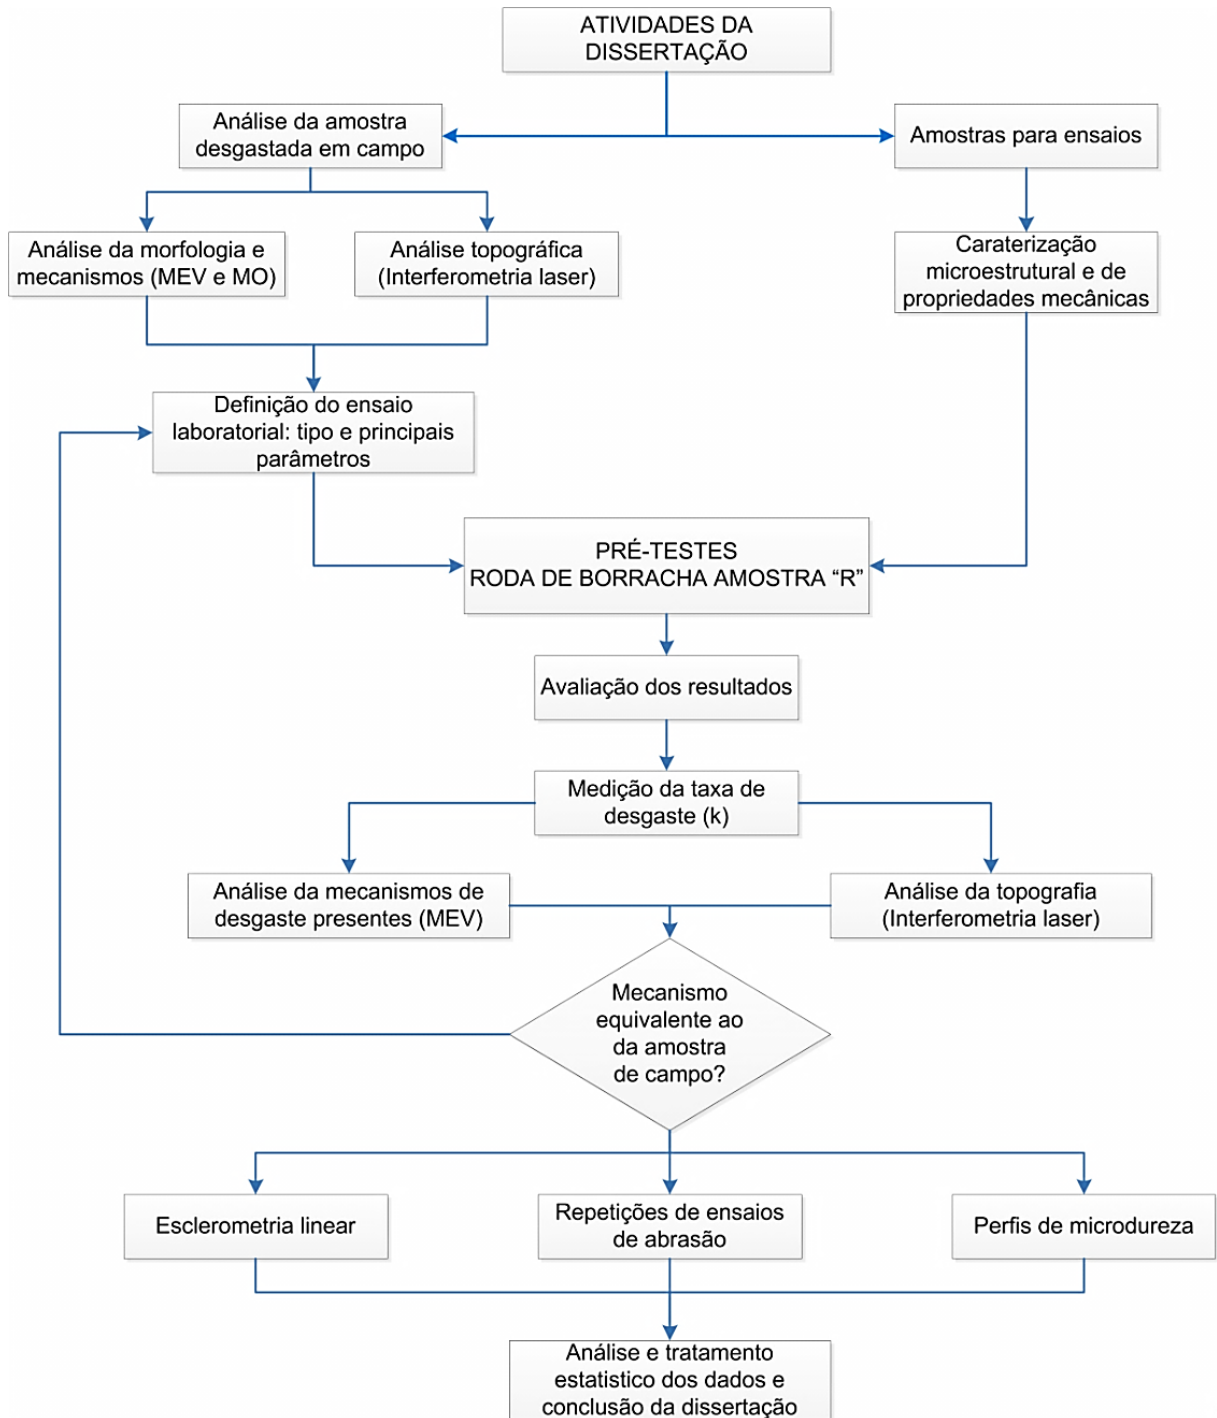 ATIVIDADES DA
DISSERTAÇÃO
Análise da amostra
desgastada em campo
Amostras para ensaios
Análise da morfologia e
mecanismos (MEV e MO)
Análise topográfica
(Interferometria laser)
Caraterização
microestrutural e de
propriedades mecânicas
Definição do ensaio
laboratorial: tipo e principais
parâmetros
PRÉ-TESTES
RODA DE BORRACHA AMOSTRA “R”
Avaliação dos resultados
Medição da taxa de
desgaste (k)
Análise da mecanismos de
desgaste presentes (MEV)
Análise da topografia
(Interferometria laser)
Mecanismo
equivalente ao
da amostra
de campo?
Esclerometria linear
Repetições de ensaios
de abrasão
Perfis de microdureza
Análise e tratamento
estatistico dos dados e
conclusão da dissertação